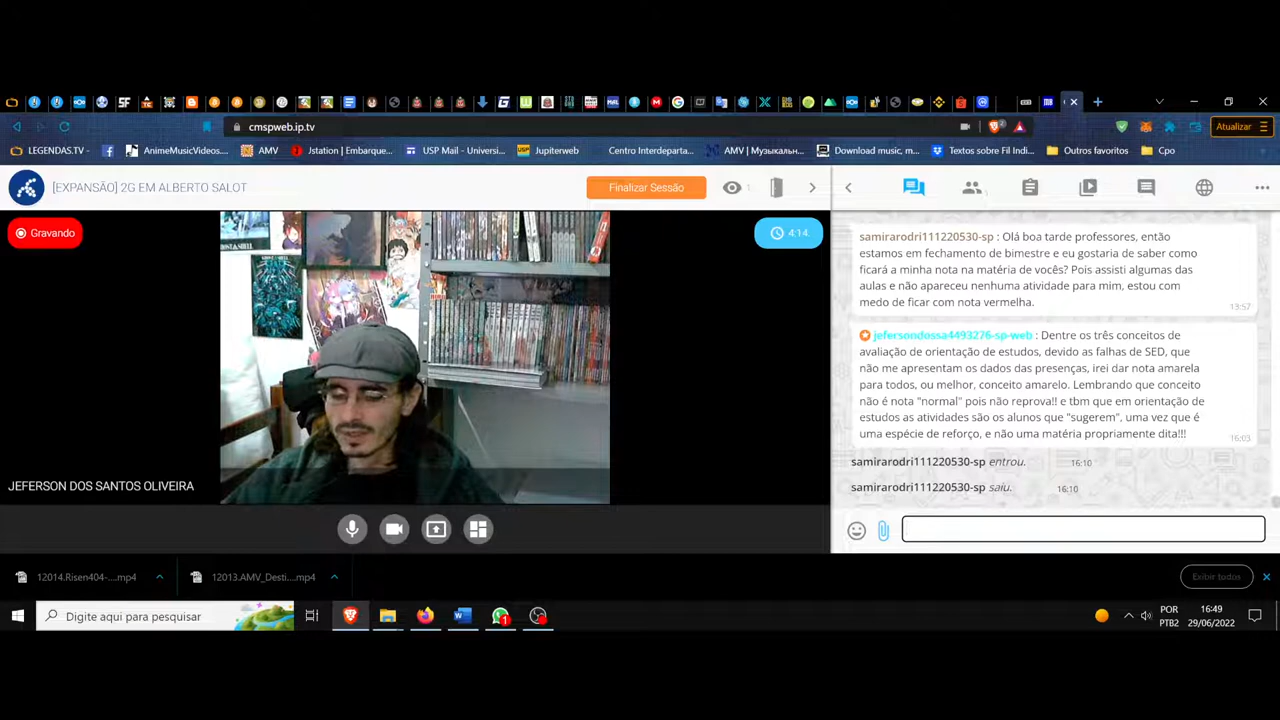 cmspweb.ip.tv
Atualizar
LEGENDAS.TV -
AnimeMusicVideos...
AMV
Jstation | Embarque...
USP Mail - Universi...
Jupiterweb
Centro Interdeparta...
AMV | Музыкальн...
Download music, m...
Textos sobre Fil Indi...
Outros favoritos
Cpo
[EXPANSÃO] 2G EM ALBERTO SALOT
Finalizar Sessão
1
1
Gravando
4:14.
JEFERSON DOS SANTOS OLIVEIRA
samirarodri111220530-sp : Olá boa tarde professores, então
estamos em fechamento de bimestre e eu gostaria de saber como
ficará a minha nota na matéria de vocês? Pois assisti algumas das
aulas e não apareceu nenhuma atividade para mim, estou com
medo de ficar com nota vermelha.
13:57
jefersondossa4493276-sp-web : Dentre os três conceitos de
avaliação de orientação de estudos, devido as falhas de SED, que
não me apresentam os dados das presenças, irei dar nota amarela
para todos, ou melhor, conceito amarelo. Lembrando que conceito
não é nota "normal" pois não reprova!! e tbm que em orientação de
estudos as atividades são os alunos que "sugerem", uma vez que é
uma espécie de reforço, e não uma matéria propriamente dita!!!
16:03
samirarodri111220530-sp entrou. 16:10
samirarodri111220530-sp saiu. 16:10
12014.Risen404-....mp4
12013.AMV_Desti....mp4
Exibir todos
Digite aqui para pesquisar
1
POR
PTB2
16:49
29/06/2022